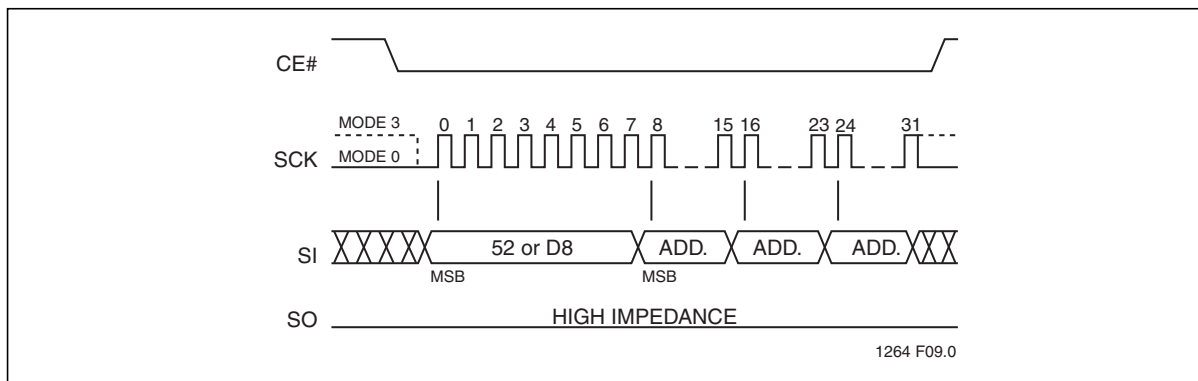 CE#
MODE 3
SCK
MODE 0
0 1 2 3 4 5 6 7 8 15 16 23 24 31
SI
52 or D8 ADD. ADD. ADD.
MSB MSB
SO
HIGH IMPEDANCE
1264 F09.0